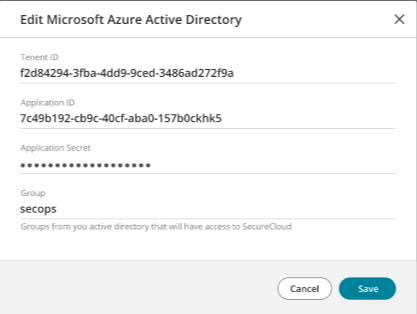 Edit Microsoft Azure Active Directory
Tenent ID
f2d84294-3fba-4dd9-9ced-3486ad272f9a
Application ID
7c49b192-cb9c-40cf-aba0-157b0ckhk5
Application Secret
••••••••••••••••••
Group
secops
Groups from you active directory that will have access to SecureCloud
Cancel Save